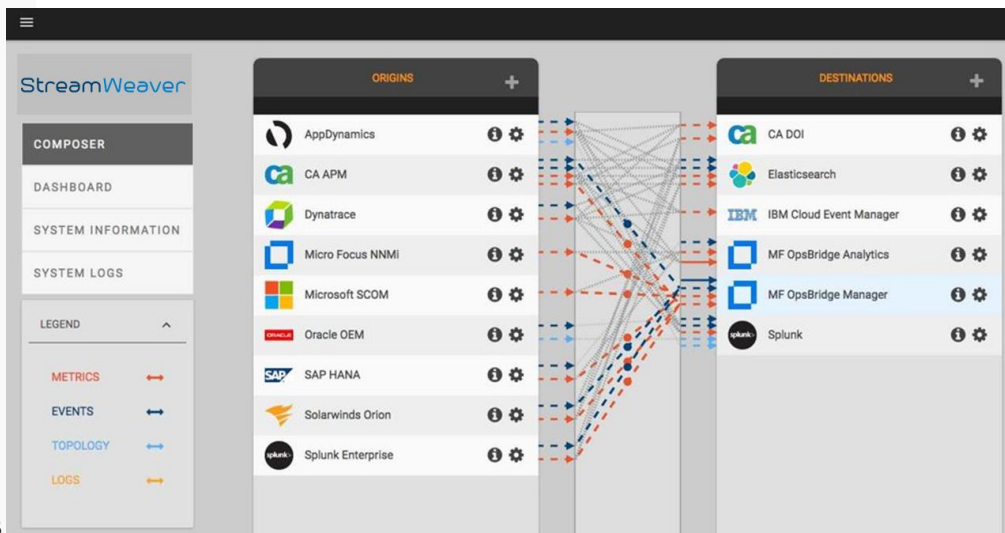 StreamWeaver
COMPOSER
DASHBOARD
SYSTEM INFORMATION
SYSTEM LOGS
LEGEND
METRICS
EVENTS
TOPOLOGY
LOGS
ORIGINS
AppDynamics
ca CA APM
Dynatrace
Micro Focus NNMi
Microsoft SCOM
ORACLE Oracle OEM
SAP SAP HANA
Solarwinds Orion
splunk> Splunk Enterprise
DESTINATIONS
ca CA DOI
Elasticsearch
IBM IBM Cloud Event Manager
MF OpsBridge Analytics
MF OpsBridge Manager
splunk> Splunk